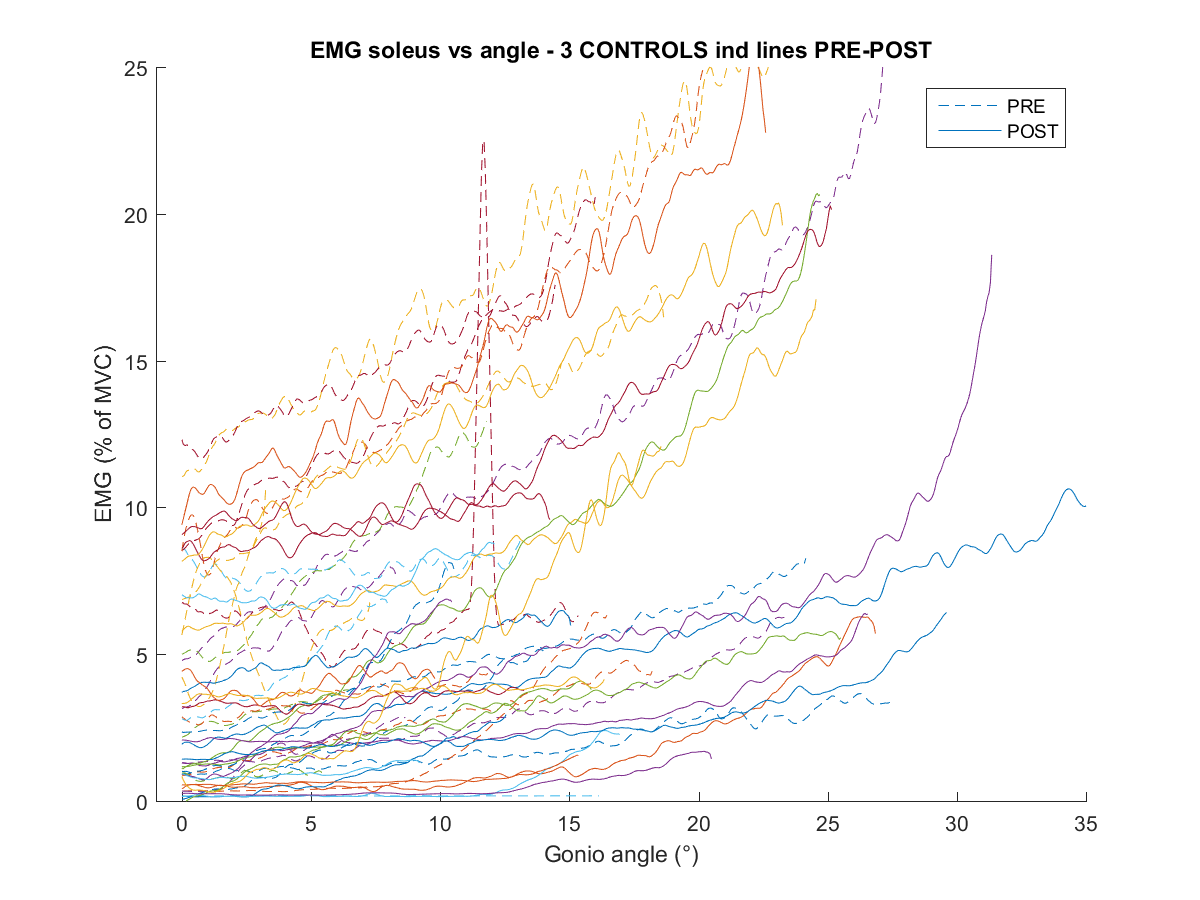 EMG soleus vs angle - 3 CONTROLS ind lines PRE-POST
25
20
15
10
5
0
EMG (% of MVC)
PRE
POST
0 5 10 15 20 25 30 35
Gonio angle (°)